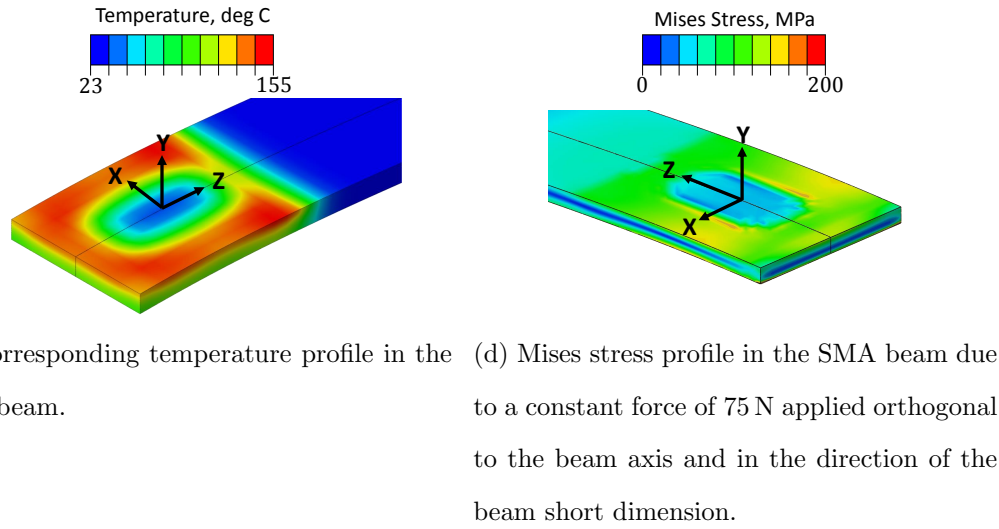 Temperature, deg C
23 155
Y
X
Z
Mises Stress, MPa
0 200
Y
Z
X
orresponding temperature profile in the
beam.
(d) Mises stress profile in the SMA beam due
to a constant force of 75 N applied orthogonal
to the beam axis and in the direction of the
beam short dimension.